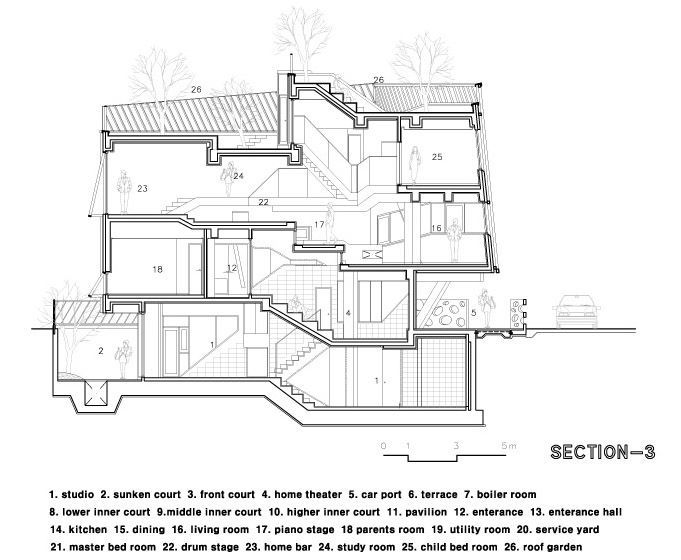 26
26
25
24
23
22
17
16
18
12
4
5
2
1
1
0 1 3 5m
SECTION-3
1. studio 2. sunken court 3. front court 4. home theater 5. car port 6. terrace 7. boiler room
8. lower inner court 9.middle inner court 10. higher inner court 11. pavilion 12. enterance 13. enterance hall
14. kitchen 15. dining 16. living room 17. piano stage 18 parents room 19. utility room 20. service yard
21. master bed room 22. drum stage 23. home bar 24. study room 25. child bed room 26. roof garden